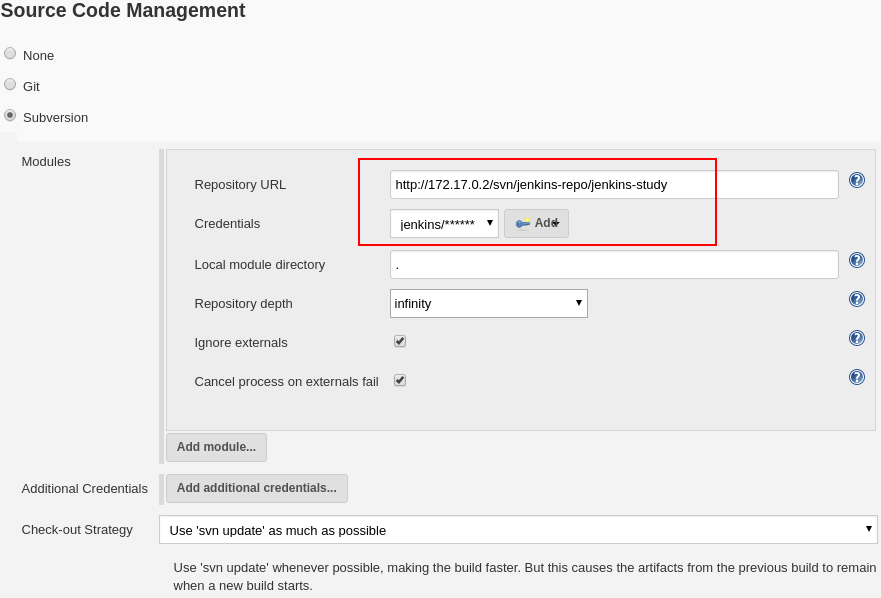 Source Code Management
None
Git
Subversion
Modules
Repository URL http://172.17.0.2/svn/jenkins-repo/jenkins-study ?
Credentials jenkins/****** Add
Local module directory . ?
Repository depth infinity ?
Ignore externals ?
Cancel process on externals fail ?
Add module...
Additional Credentials Add additional credentials...
Check-out Strategy Use 'svn update' as much as possible
Use 'svn update' whenever possible, making the build faster. But this causes the artifacts from the previous build to remain
when a new build starts.